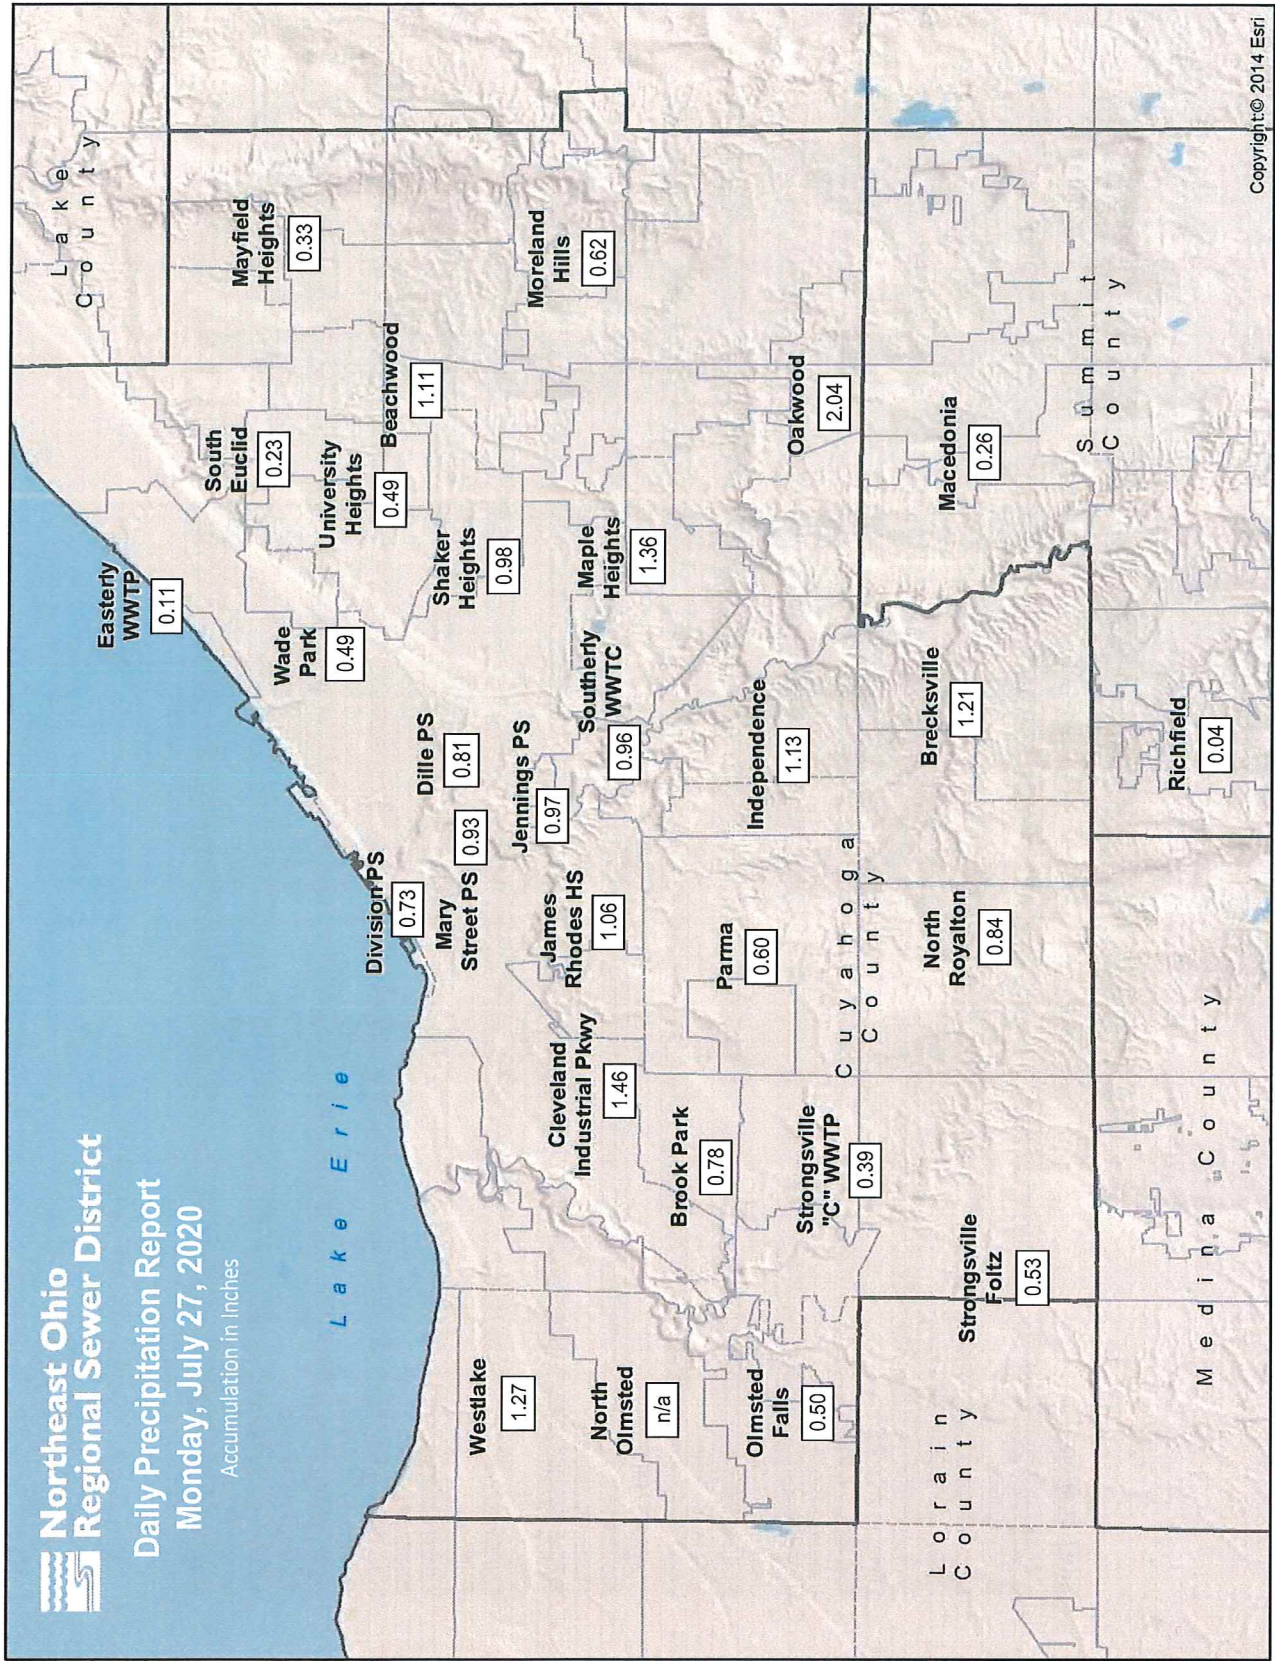 Northeast Ohio
Regional Sewer District
Daily Precipitation Report
Monday, July 27, 2020
Accumulation in Inches
Lake Erie
Lake
County
Easterly
WWTP
0.11
South
Euclid
0.23
Mayfield
Heights
0.33
Wade
Park
0.49
University
Heights
0.49
Beachwood
1.11
Division PS
0.73
Dille PS
0.81
Shaker
Heights
0.98
Mary
Street PS
0.93
Moreland
Hills
0.62
Westlake
1.27
Jennings PS
0.97
Cleveland
Industrial Pkwy
1.46
James
Rhodes HS
1.06
Southerly
WWTC
0.96
Maple
Heights
1.36
North
Olmsted
n/a
Brook Park
0.78
Parma
0.60
Independence
1.13
Oakwood
2.04
Olmsted
Falls
0.50
Strongsville
"C" WWTP
0.39
Cuyahoga
County
Lorain
County
Strongsville
Foltz
0.53
North
Royalton
0.84
Brecksville
1.21
Macedonia
0.26
Summit
County
Medina County
Richfield
0.04
Copyright:© 2014 Esri